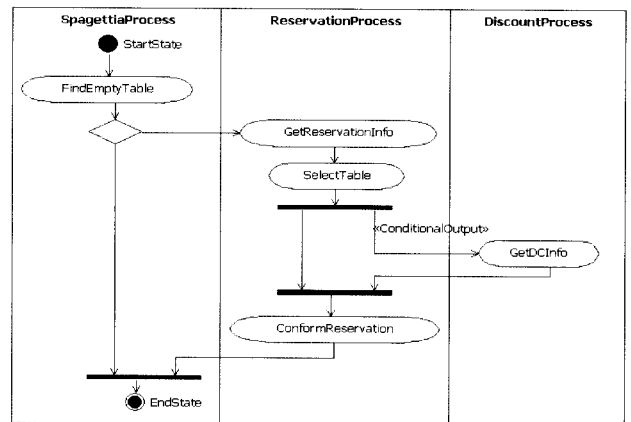 SpagettiaProcess
ReservationProcess
DiscountProcess
StartState
FindEmptyTable
GetReservationInfo
SelectTable
«ConditionalOutput»
GetDCInfo
ConformReservation
EndState